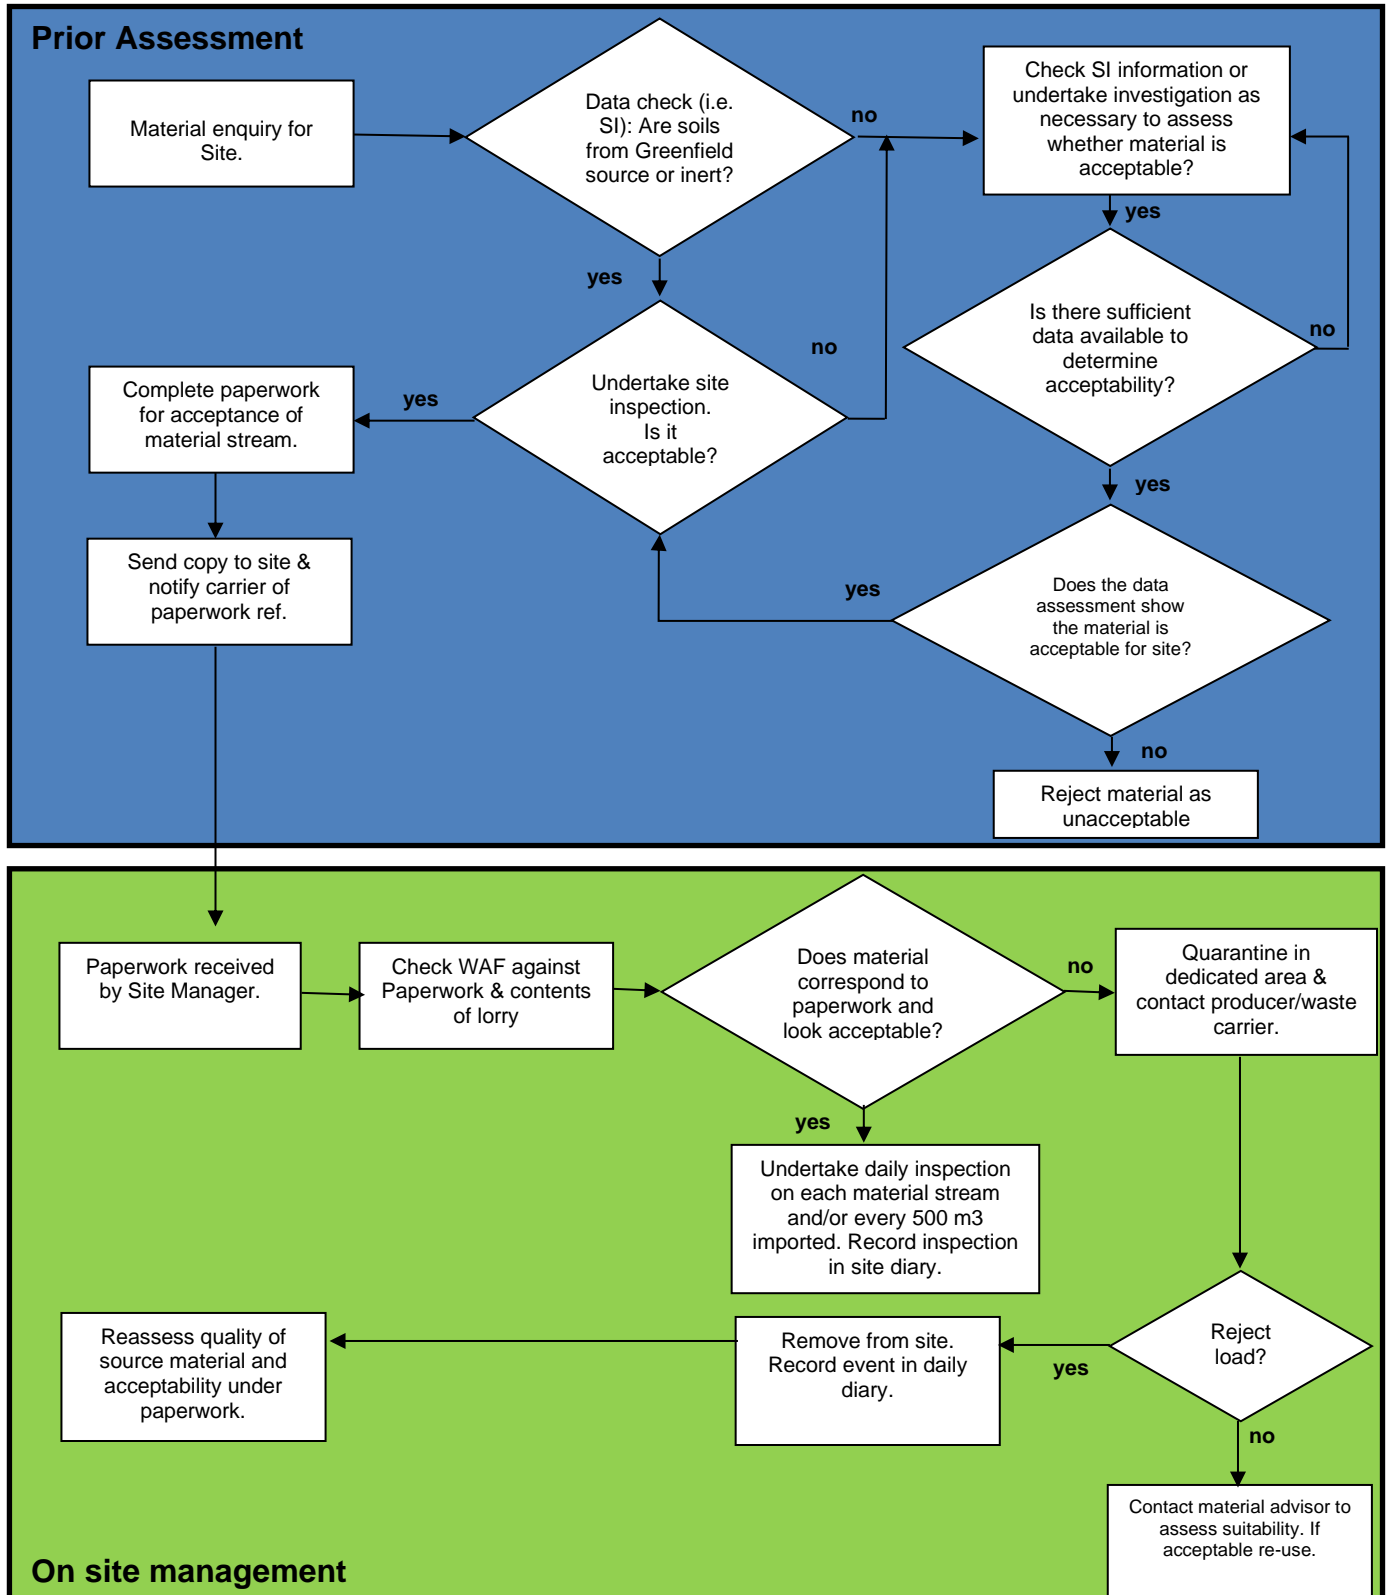 Prior Assessment
Material enquiry for
Site.
Data check (i.e.
SI): Are soils
from Greenfield
source or inert?
no
Check SI information or
undertake investigation as
necessary to assess
whether material is
acceptable?
yes
yes
Is there sufficient
data available to
determine
acceptability?
no
no
Undertake site
inspection.
Is it
acceptable?
yes
Complete paperwork
for acceptance of
material stream.
yes
Send copy to site &
notify carrier of
paperwork ref.
Does the data
assessment show
the material is
acceptable for site?
yes
no
Reject material as
unacceptable
Paperwork received
by Site Manager.
Check WAF against
Paperwork & contents
of lorry
Does material
correspond to
paperwork and
look acceptable?
no
Quarantine in
dedicated area &
contact producer/waste
carrier.
yes
Undertake daily inspection
on each material stream
and/or every 500 m3
imported. Record inspection
in site diary.
Reject
load?
yes
Remove from site.
Record event in daily
diary.
Reassess quality of
source material and
acceptability under
paperwork.
no
Contact material advisor to
assess suitability. If
acceptable re-use.
On site management